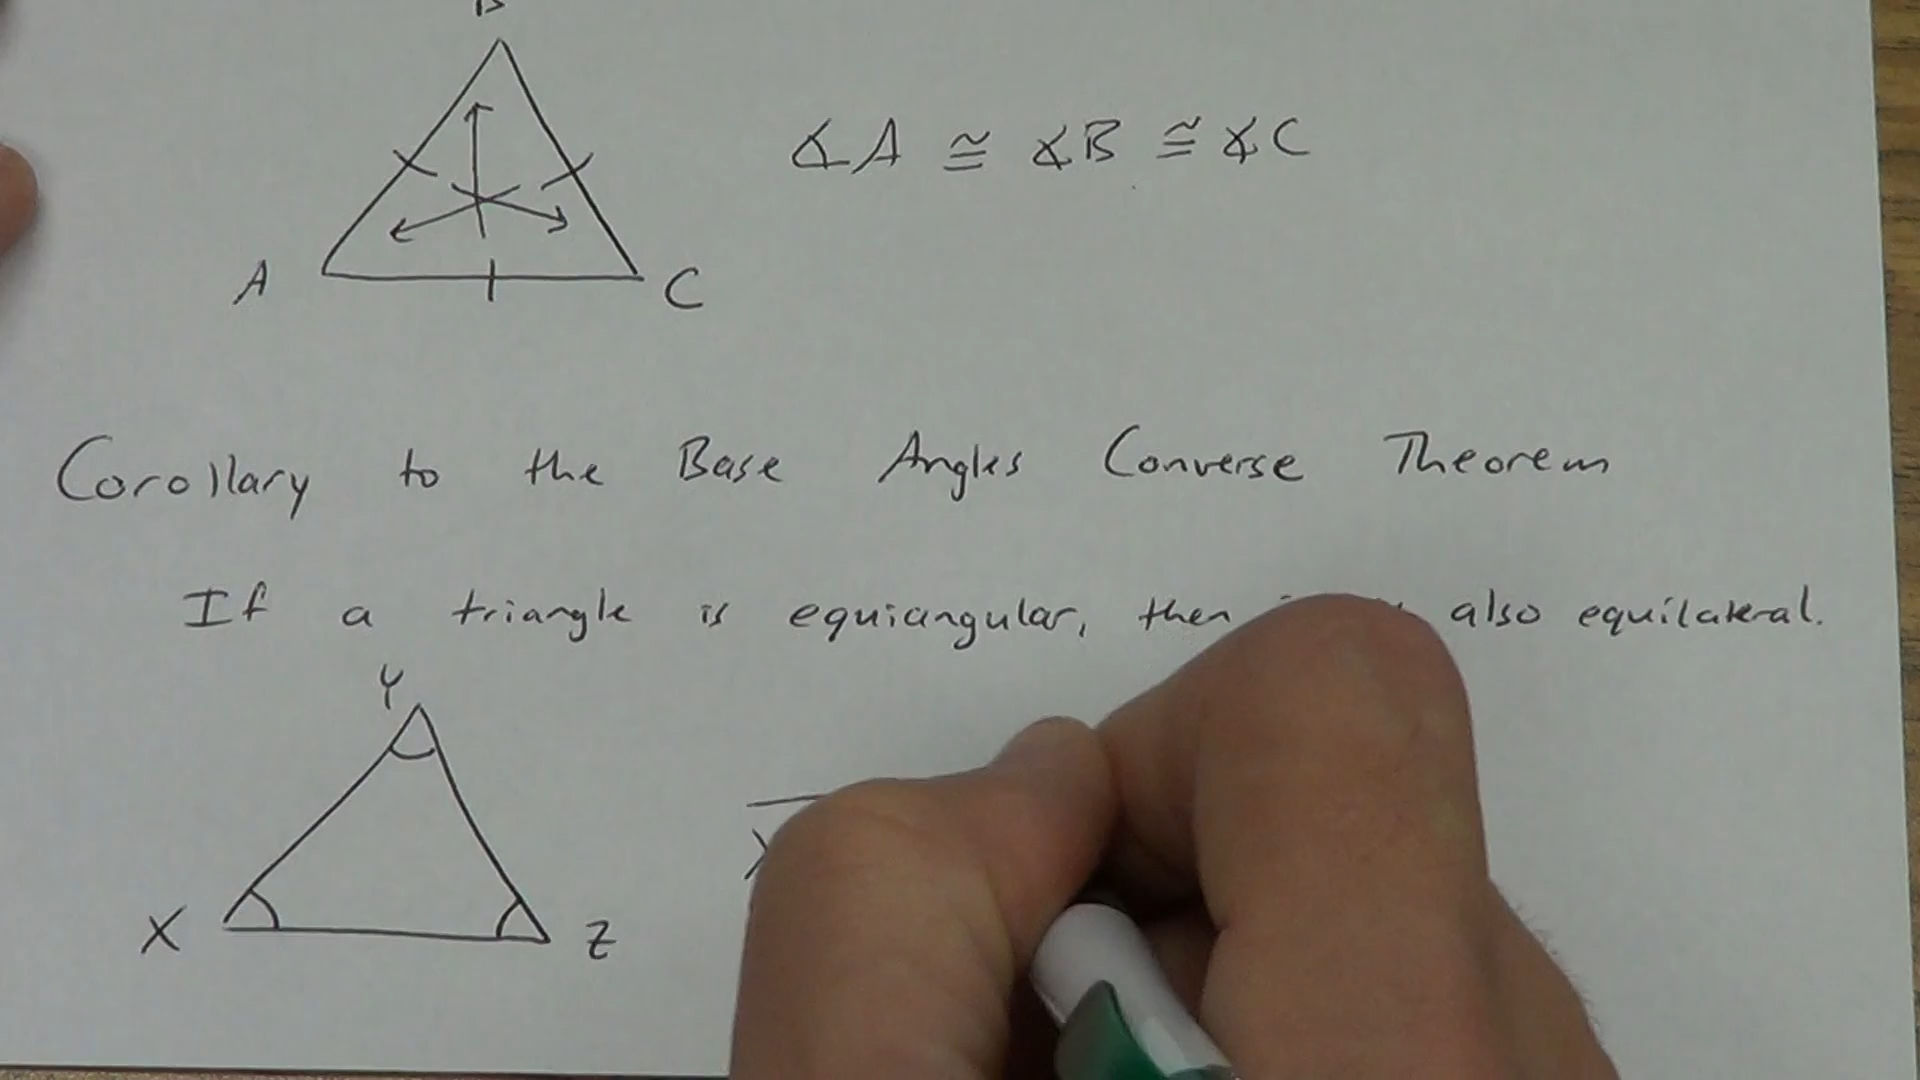 B
∡A ≅ ∡B ≅ ∡C
A
C
Corollary to the Base Angles Converse Theorem
If a triangle is equiangular, then also equilateral.
Y
X
Z
X